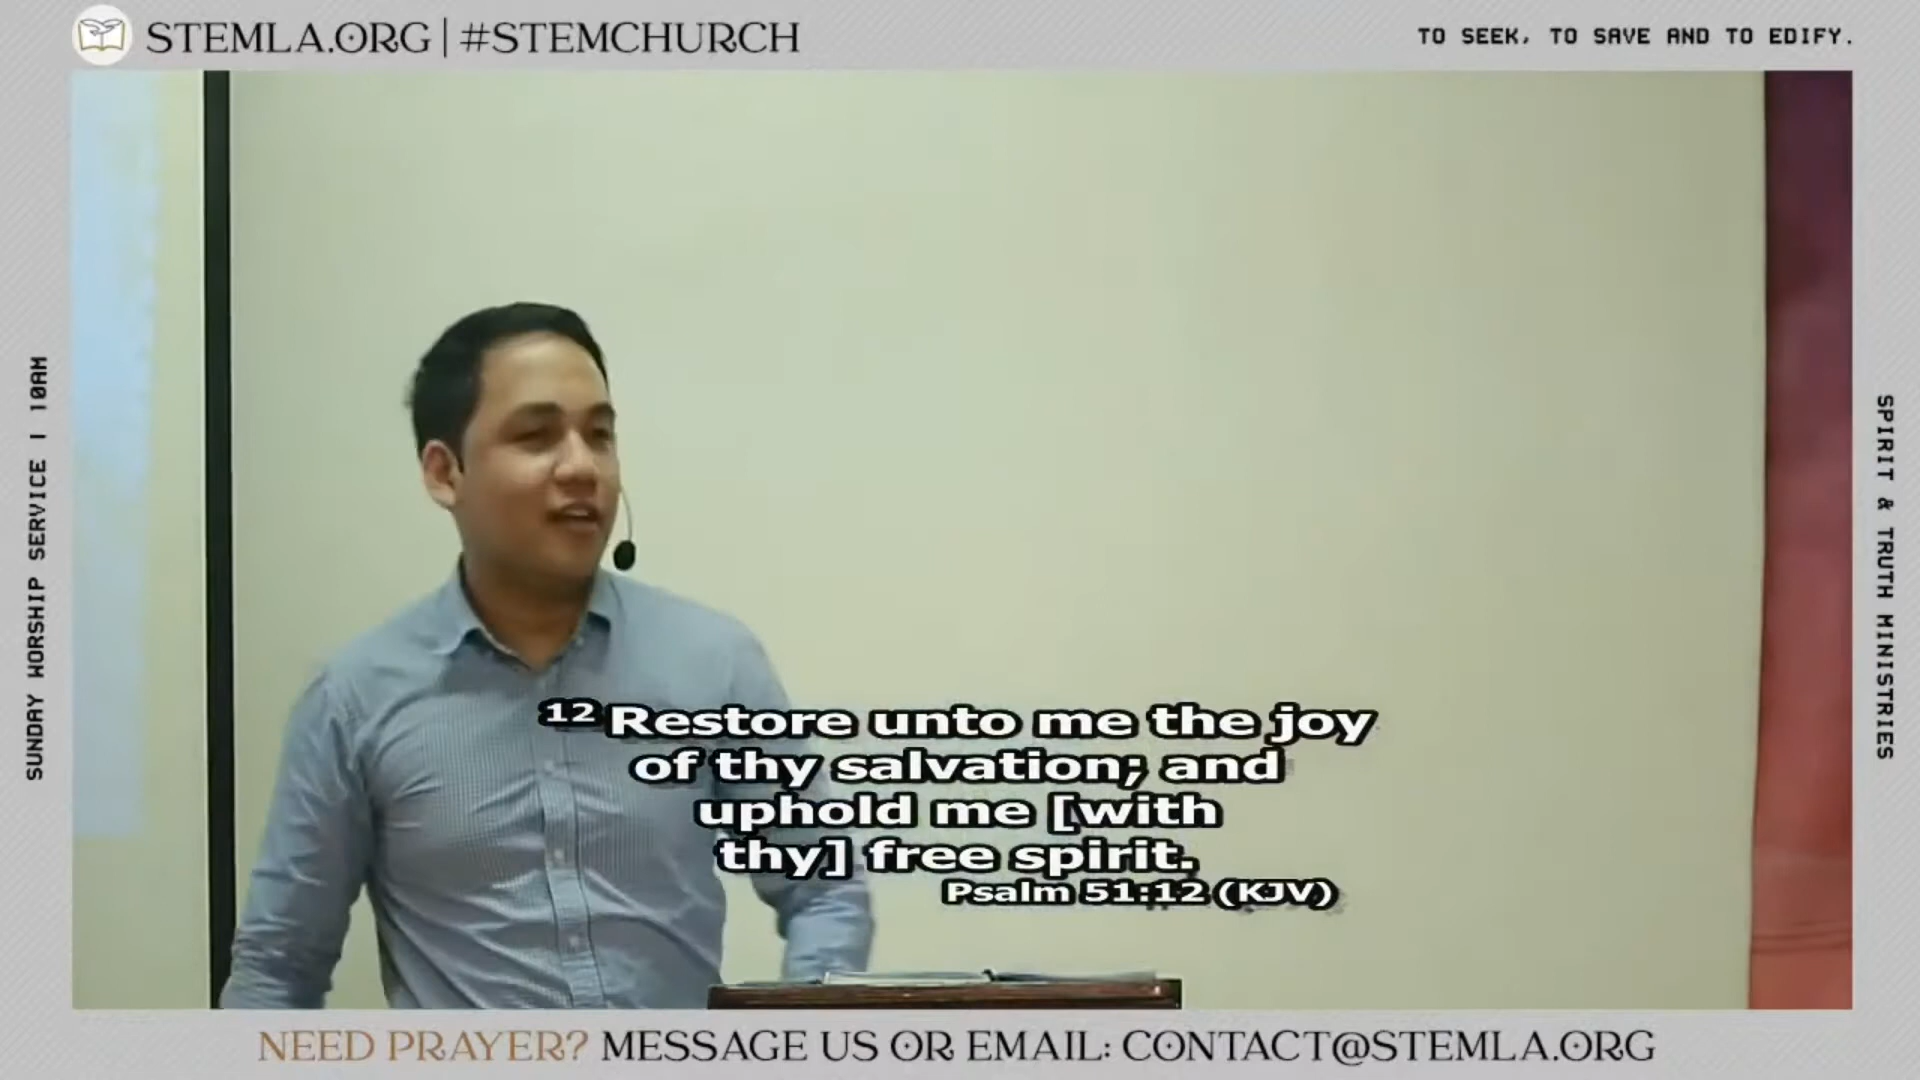 STEMLA.ORG | #STEMCHURCH
TO SEEK, TO SAVE AND TO EDIFY.
SUNDAY WORSHIP SERVICE | 10AM
SPIRIT & TRUTH MINISTRIES
12 Restore unto me the joy
of thy salvation; and
uphold me [with
thy] free spirit.
Psalm 51:12 (KJV)
NEED PRAYER? MESSAGE US OR EMAIL: CONTACT@STEMLA.ORG